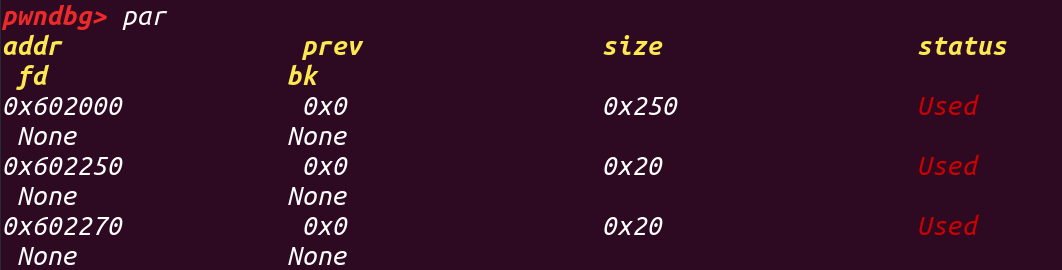 pwndbg> par
addr prev size status
fd bk
0x602000 0x0 0x250 Used
None None
0x602250 0x0 0x20 Used
None None
0x602270 0x0 0x20 Used
None None